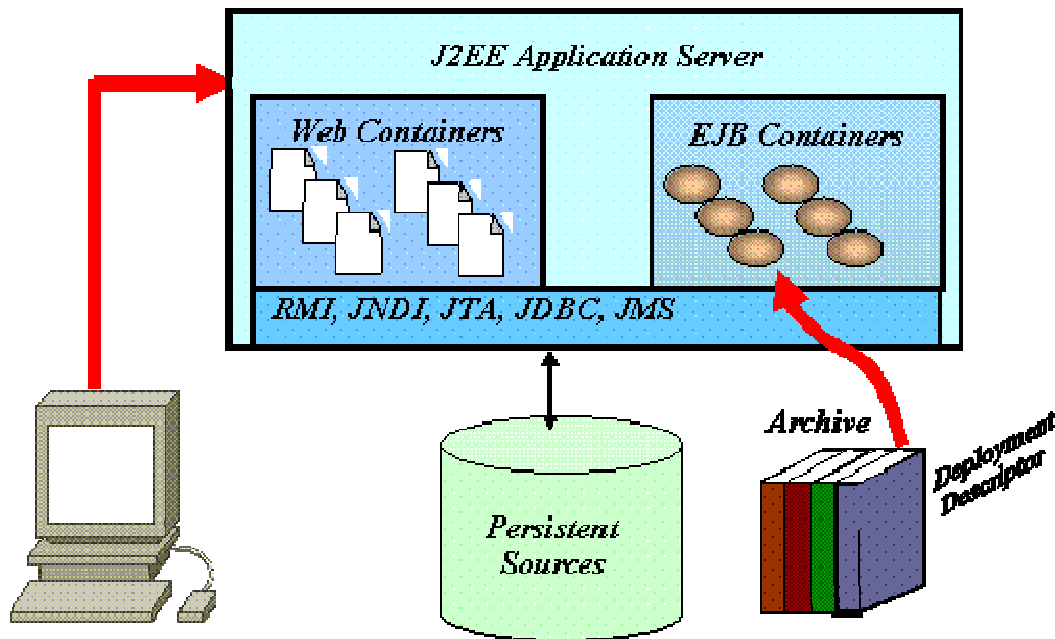 J2EE Application Server
Web Containers
EJB Containers
RMI, JNDI, JTA, JDBC, JMS
Archive
Deployment
Descriptor
Persistent
Sources